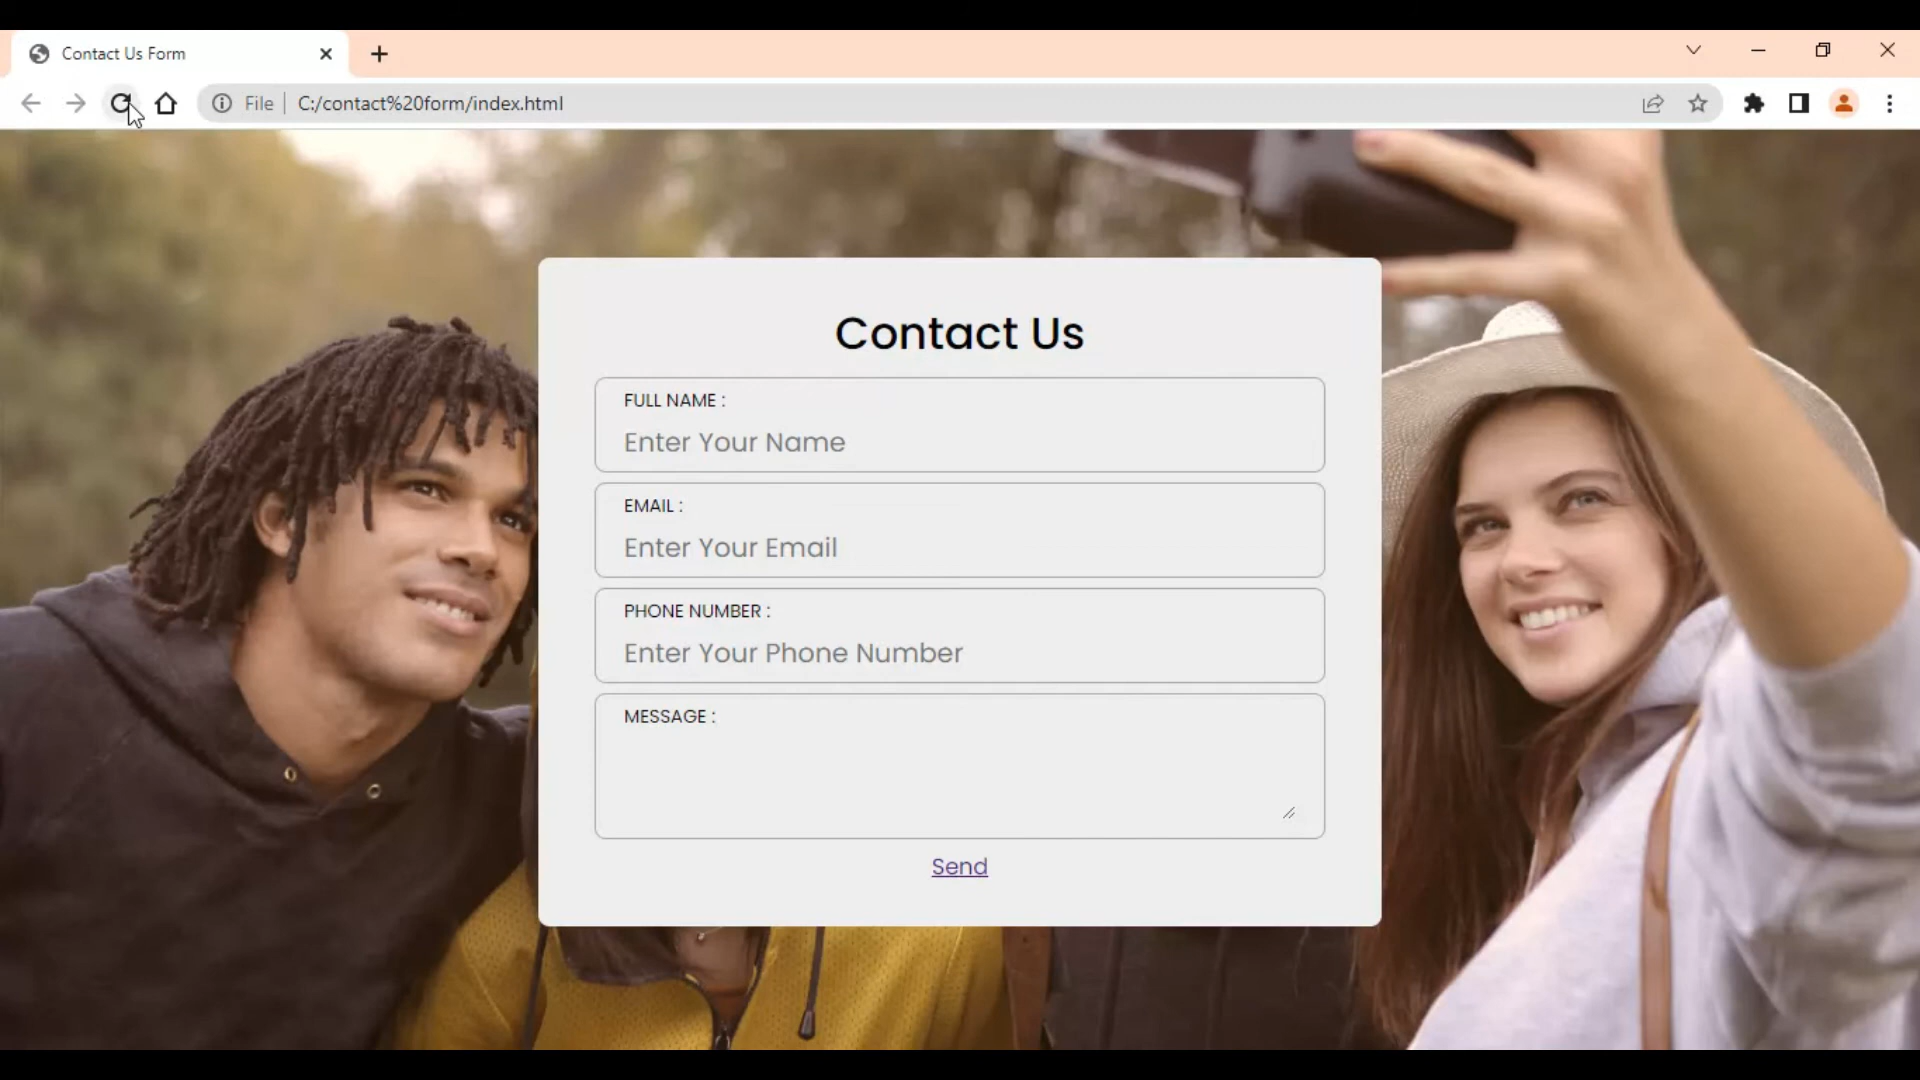 Contact Us Form
File
C:/contact%20form/index.html
Contact Us
FULL NAME :
Enter Your Name
EMAIL :
Enter Your Email
PHONE NUMBER :
Enter Your Phone Number
MESSAGE :
Send